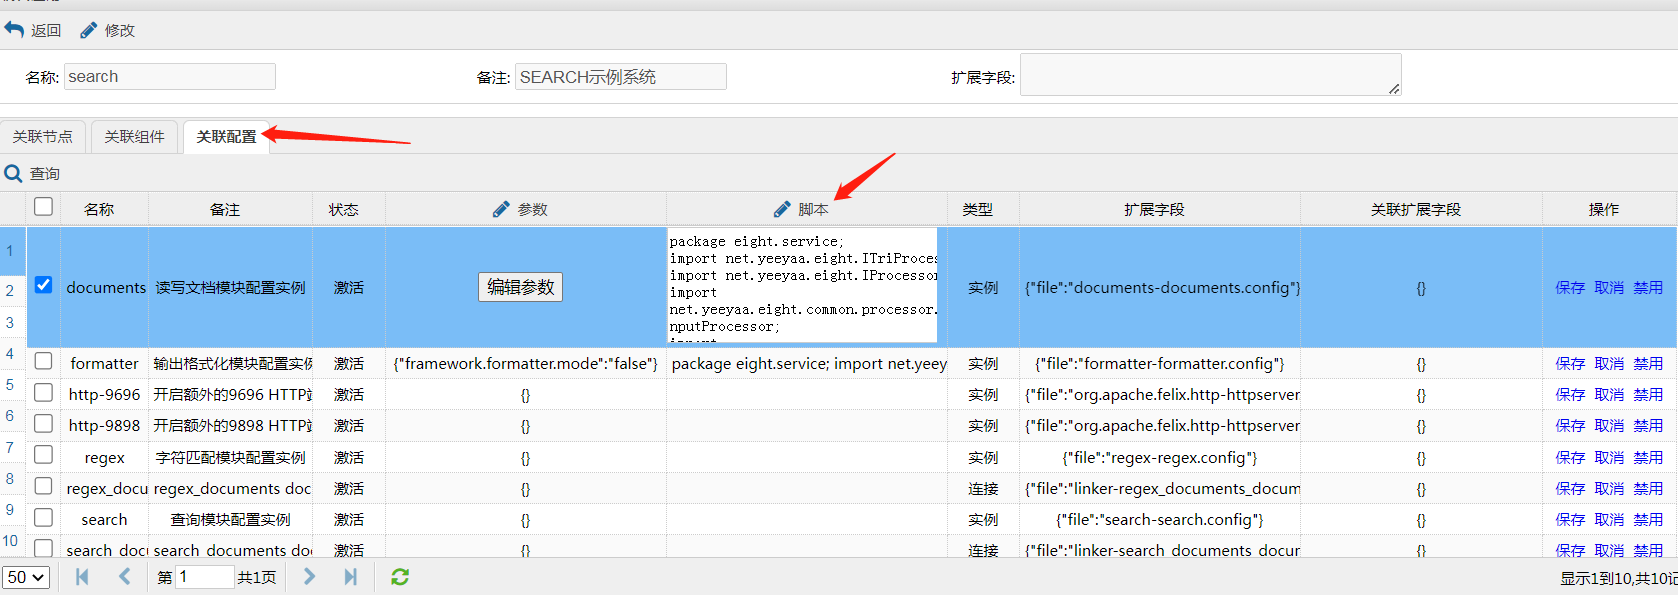 返回 修改
名称: search 备注: SEARCH示例系统 扩展字段:
关联节点 关联组件 关联配置
查询
名称 备注 状态 参数 脚本 类型 扩展字段 关联扩展字段 操作
1
2
3
documents 读写文档模块配置实例 激活 编辑参数 实例 {"file":"documents-documents.config"} {} 保存 取消 禁用
package eight.service;
import net.yeeyaa.eight.ITriProces
import net.yeeyaa.eight.IProcessor
import
net.yeeyaa.eight.common.processor.
nputProcessor;
import
4 formatter 输出格式化模块配置实例 激活 {"framework.formatter.mode":"false"} package eight.service; import net.yeey 实例 {"file":"formatter-formatter.config"} {} 保存 取消 禁用
5 http-9696 开启额外的9696 HTTP端 激活 {} 实例 {"file":"org.apache.felix.http-httpserver {} 保存 取消 禁用
6 http-9898 开启额外的9898 HTTP端 激活 {} 实例 {"file":"org.apache.felix.http-httpserver {} 保存 取消 禁用
7 regex 字符匹配模块配置实例 激活 {} 实例 {"file":"regex-regex.config"} {} 保存 取消 禁用
8 regex_docu regex_documents doc 激活 {} 连接 {"file":"linker-regex_documents_docum {} 保存 取消 禁用
9 search 查询模块配置实例 激活 {} 实例 {"file":"search-search.config"} {} 保存 取消 禁用
10 search_docu search_documents do 激活 {} 连接 {"file":"linker-search_documents_docur {} 保存 取消 禁用
50 第 1 共1页 显示1到10,共10记